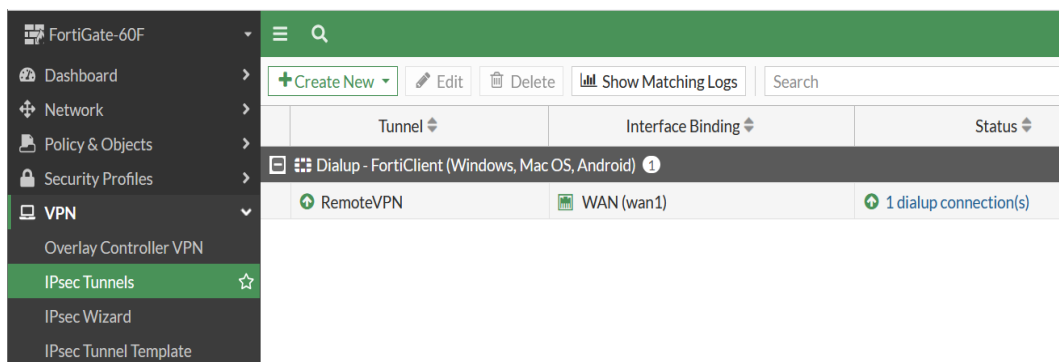 FortiGate-60F
Dashboard
Network
Policy & Objects
Security Profiles
VPN
Overlay Controller VPN
IPsec Tunnels
IPsec Wizard
IPsec Tunnel Template
Create New Edit Delete Show Matching Logs Search
Tunnel Interface Binding Status
Dialup - FortiClient (Windows, Mac OS, Android) 1
RemoteVPN WAN (wan1) 1 dialup connection(s)